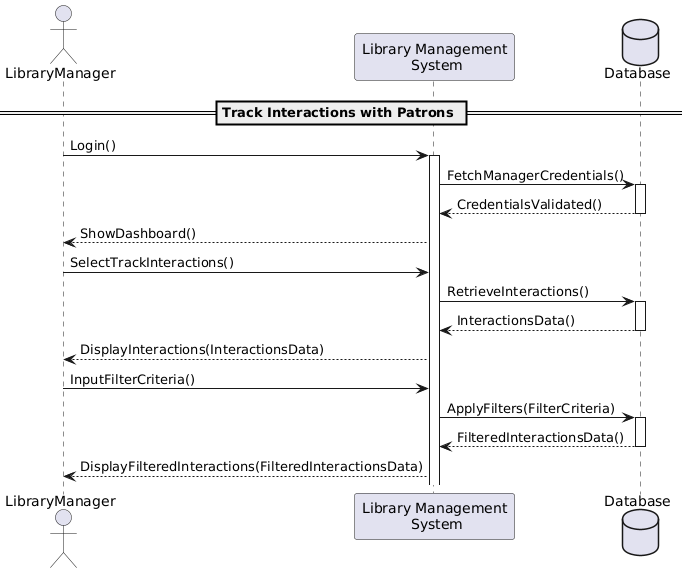 LibraryManager
Library Management
System
Database
Track Interactions with Patrons
Login()
FetchManagerCredentials()
CredentialsValidated()
ShowDashboard()
SelectTrackInteractions()
RetrieveInteractions()
InteractionsData()
DisplayInteractions(InteractionsData)
InputFilterCriteria()
ApplyFilters(FilterCriteria)
FilteredInteractionsData()
DisplayFilteredInteractions(FilteredInteractionsData)
LibraryManager
Library Management
System
Database